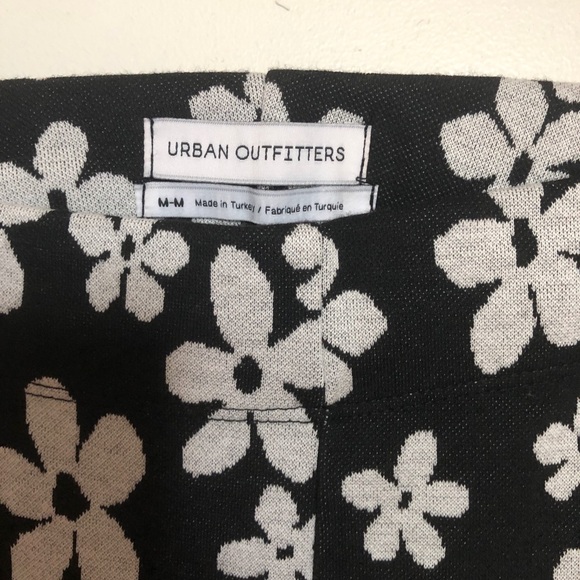 URBAN OUTFITTERS
M-M Made in Turkey / Fabriqué en Turquie